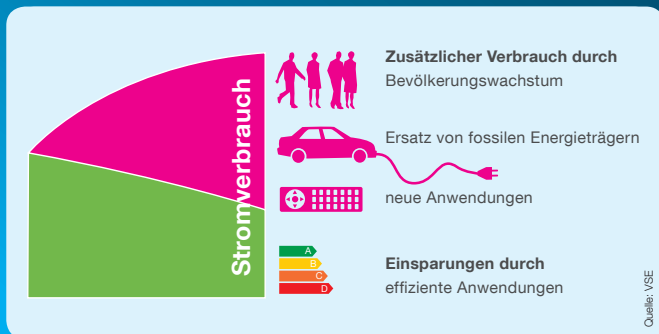 Stromverbrauch
Zusätzlicher Verbrauch durch
Bevölkerungswachstum
Ersatz von fossilen Energieträgern
neue Anwendungen
A
B
C
D
Einsparungen durch
effiziente Anwendungen
Quelle: VSE